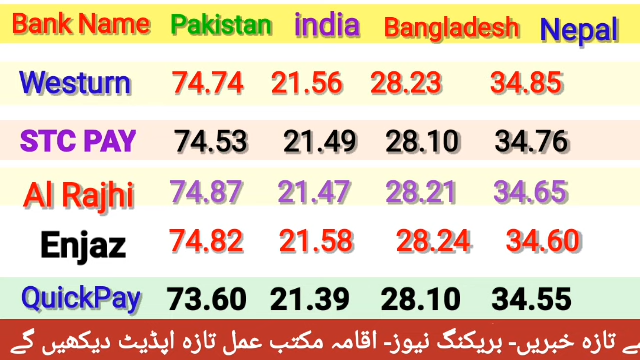 Bank Name Pakistan india Bangladesh Nepal
Westurn 74.74 21.56 28.23 34.85
STC PAY 74.53 21.49 28.10 34.76
Al Rajhi 74.87 21.47 28.21 34.65
Enjaz 74.82 21.58 28.24 34.60
QuickPay 73.60 21.39 28.10 34.55
تازہ خبریں- بریکنگ نیوز- اقامہ مکتب عمل تازہ اپڈیٹ دیکھیں گے